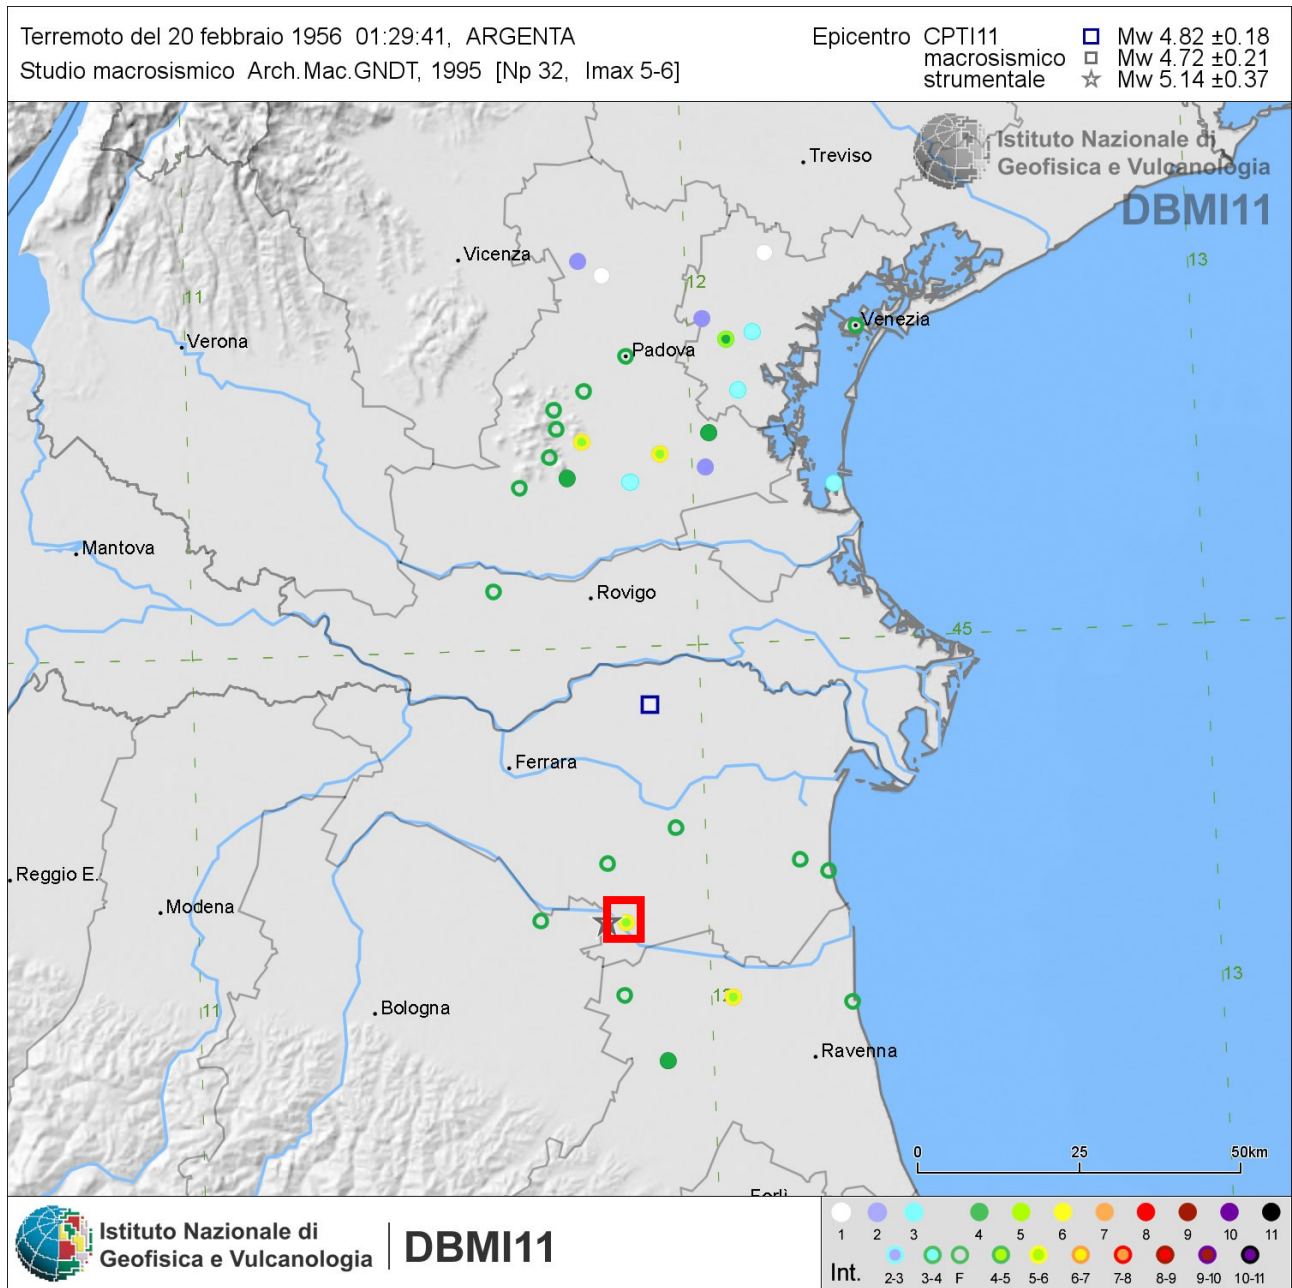 Terremoto del 20 febbraio 1956 01:29:41, ARGENTA
Studio macrosismico Arch.Mac.GNDT, 1995 [Np 32, Imax 5-6]
Epicentro CPTI11 Mw 4.82 ±0.18
macrosismico Mw 4.72 ±0.21
strumentale Mw 5.14 ±0.37
Istituto Nazionale di
Geofisica e Vulcanologia
DBMI11
Treviso
Vicenza
13
12
11
Venezia
Verona
Padova
Mantova
Rovigo
45
Ferrara
Reggio E.
Modena
13
12
11
Bologna
Ravenna
0 25 50km
Forlì
Istituto Nazionale di
Geofisica e Vulcanologia
DBMI11
1 2 3 4 5 6 7 8 9 10 11
Int. 2-3 3-4 F 4-5 5-6 6-7 7-8 8-9 9-10 10-11